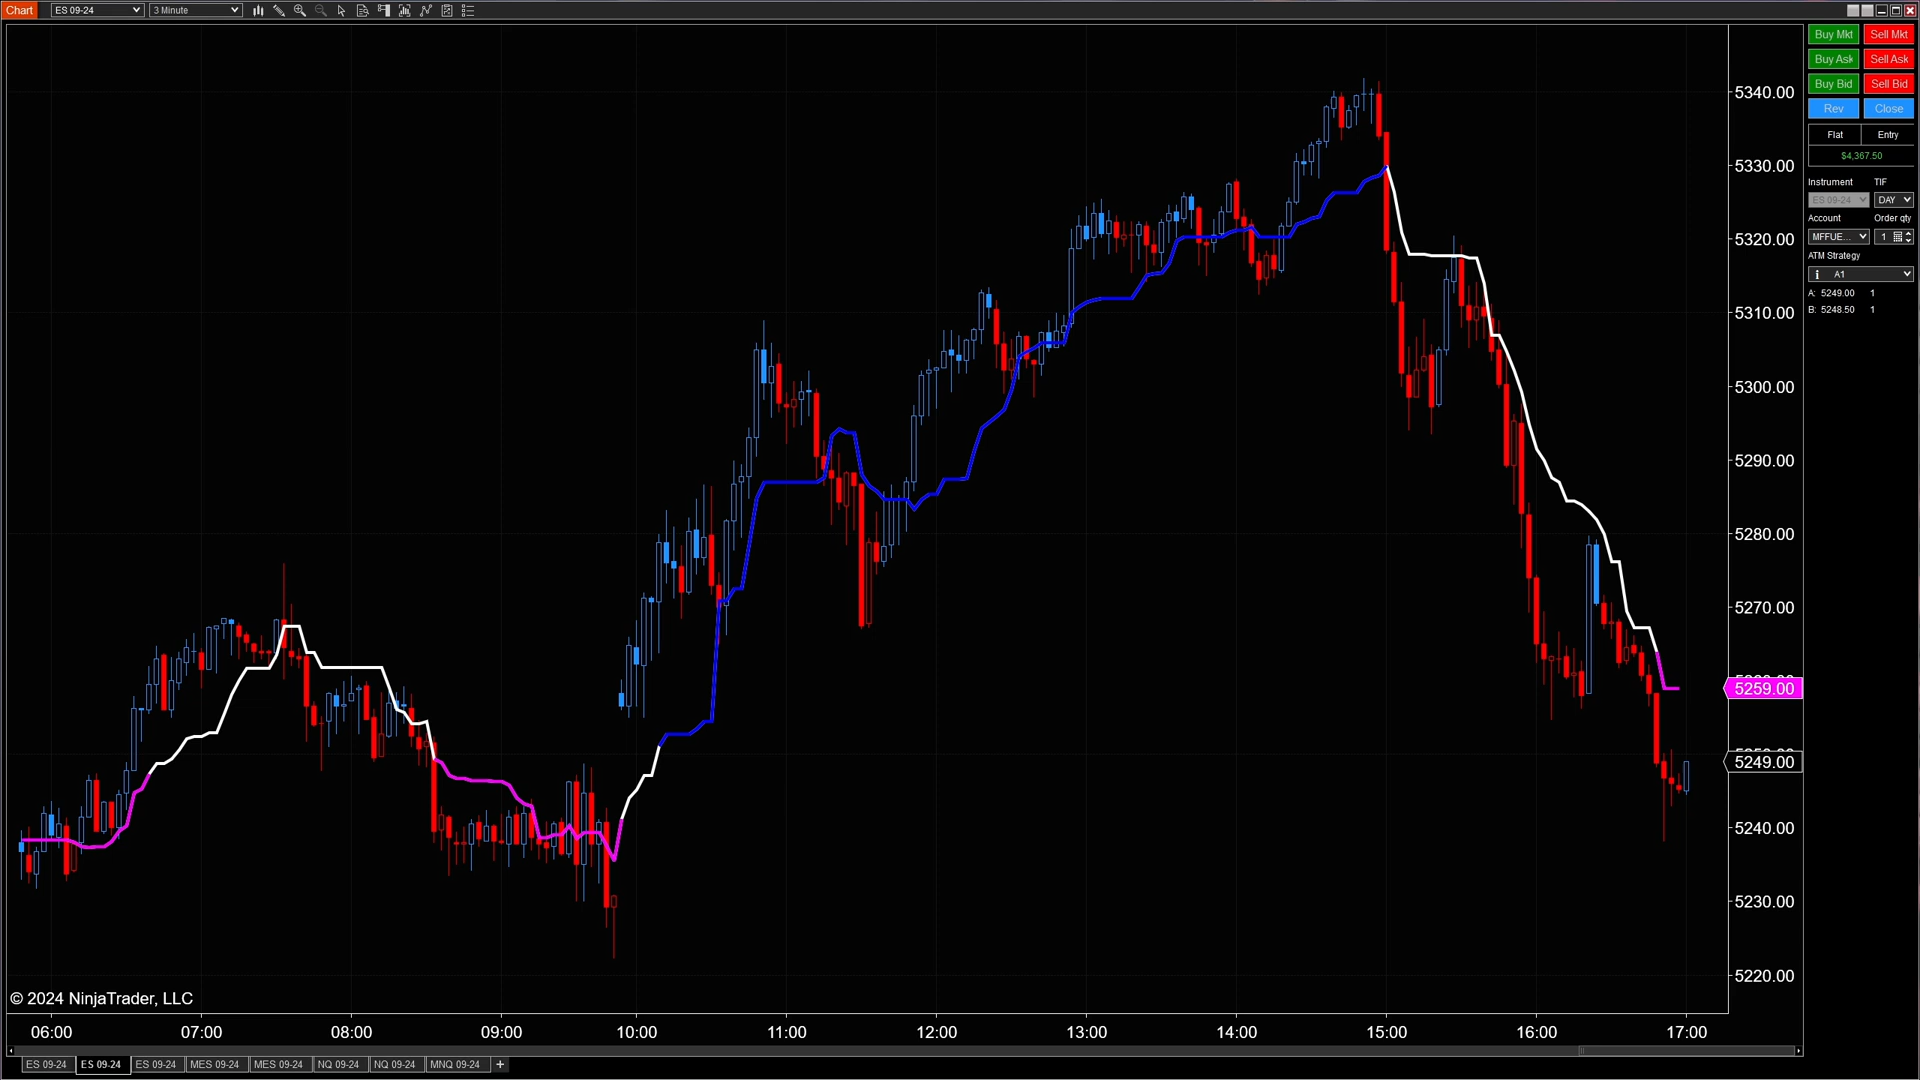 Chart ES 09-24 3 Minute
Buy Mkt Sell Mkt
Buy Ask Sell Ask
Buy Bid Sell Bid
Rev Close
Flat Entry
$4,367.50
Instrument TIF
ES 09-24 DAY
Account Order qty
MFFUE... 1
ATM Strategy
A1
A: 5249.00 1
B: 5248.50 1
5340.00
5330.00
5320.00
5310.00
5300.00
5290.00
5280.00
5270.00
5259.00
5249.00
5240.00
5230.00
5220.00
© 2024 NinjaTrader, LLC
06:00 07:00 08:00 09:00 10:00 11:00 12:00 13:00 14:00 15:00 16:00 17:00
ES 09-24 ES 09-24 ES 09-24 MES 09-24 MES 09-24 NQ 09-24 NQ 09-24 MNQ 09-24 +